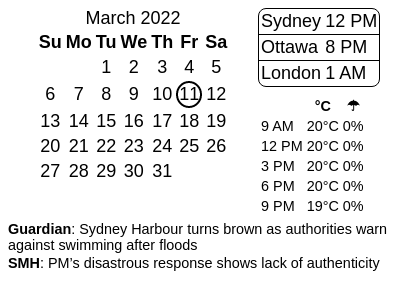 March 2022
Su Mo Tu We Th Fr Sa
1 2 3 4 5
6 7 8 9 10 11 12
13 14 15 16 17 18 19
20 21 22 23 24 25 26
27 28 29 30 31
Sydney 12 PM
Ottawa 8 PM
London 1 AM
°C ☂
9 AM 20°C 0%
12 PM 20°C 0%
3 PM 20°C 0%
6 PM 20°C 0%
9 PM 19°C 0%
Guardian: Sydney Harbour turns brown as authorities warn
against swimming after floods
SMH: PM’s disastrous response shows lack of authenticity